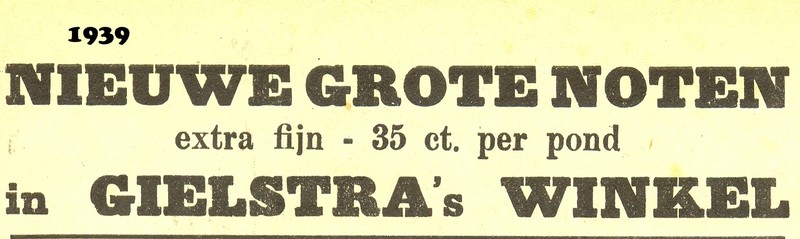 1939
NIEUWE GROTE NOTEN
extra fijn - 35 ct. per pond
in GIELSTRA's WINKEL